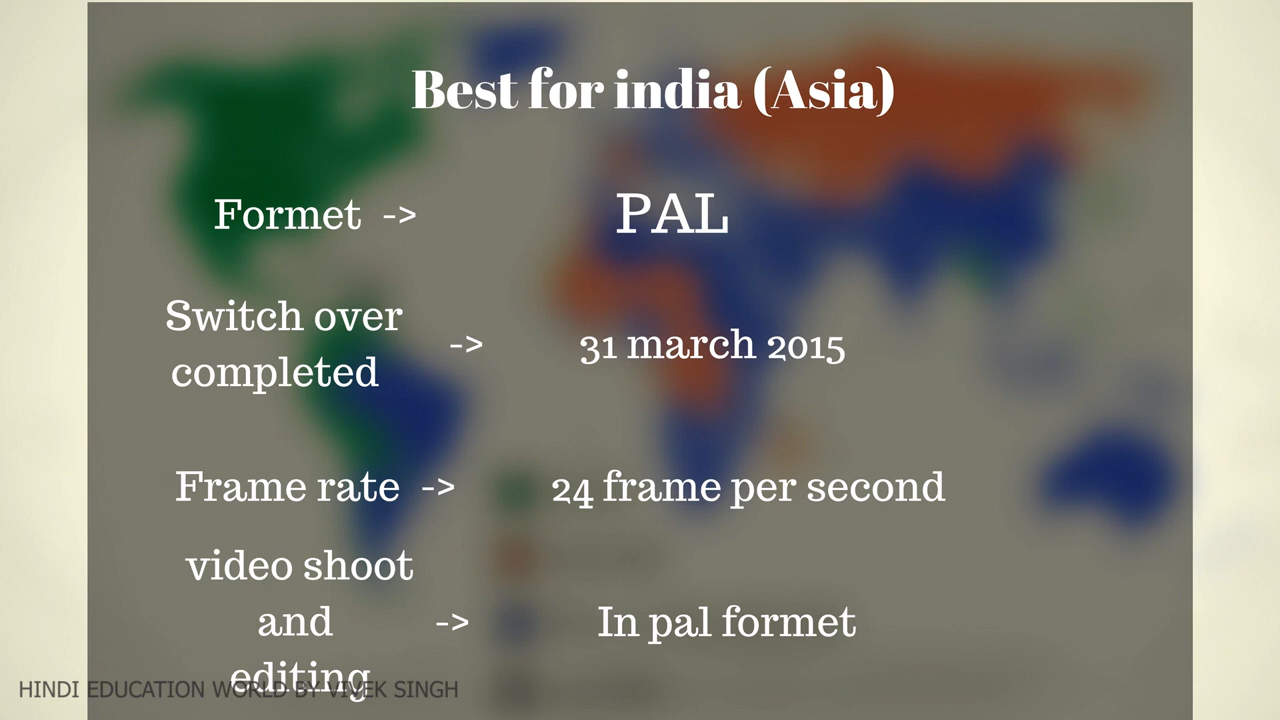 Best for india (Asia)
Formet -> PAL
Switch over
completed -> 31 march 2015
Frame rate -> 24 frame per second
video shoot
and -> In pal formet
editing
HINDI EDUCATION WORLD BY VIVEK SINGH